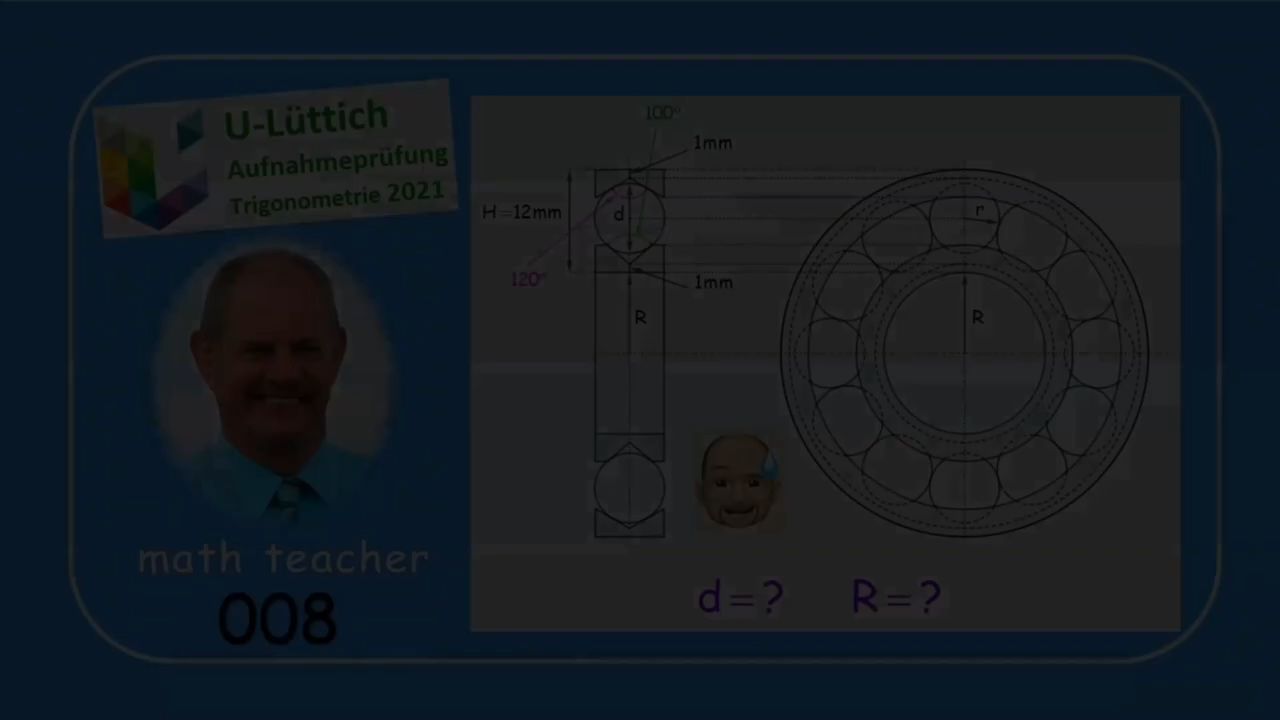 U-Lüttich
Aufnahmeprüfung
Trigonometrie 2021
math teacher
008
100°
1mm
H=12mm
d
r
120°
1mm
R
R
d=? R=?